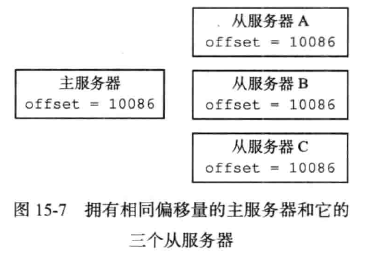 从服务器 A
offset = 10086
主服务器
offset = 10086
从服务器 B
offset = 10086
从服务器 C
offset = 10086
图 15-7 拥有相同偏移量的主服务器和它的
三个从服务器